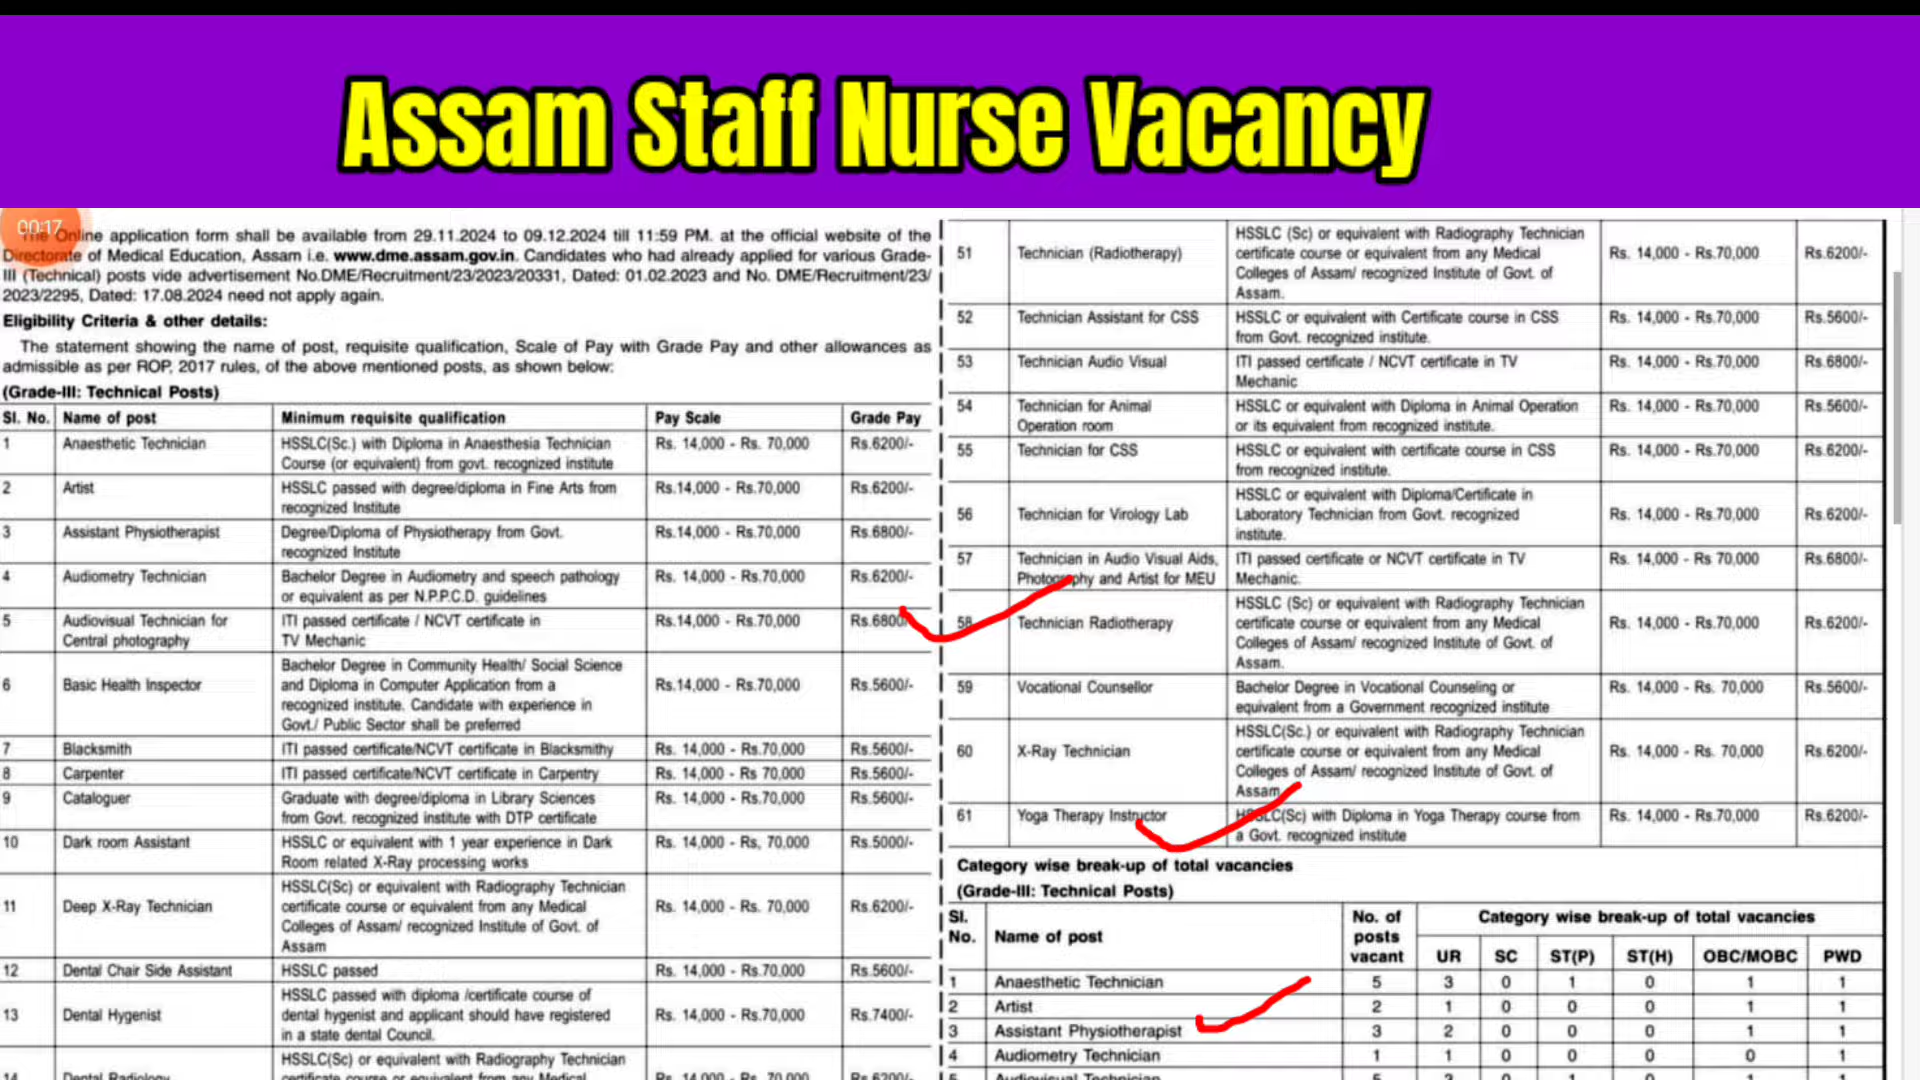 Assam Staff Nurse Vacancy
00:17
The Online application form shall be available from 29.11.2024 to 09.12.2024 till 11:59 PM. at the official website of the
Directorate of Medical Education, Assam i.e. www.dme.assam.gov.in. Candidates who had already applied for various Grade-
III (Technical) posts vide advertisement No.DME/Recruitment/23/2023/20331, Dated: 01.02.2023 and No. DME/Recruitment/23/
2023/2295, Dated: 17.08.2024 need not apply again.
Eligibility Criteria & other details:
The statement showing the name of post, requisite qualification, Scale of Pay with Grade Pay and other allowances as
admissible as per ROP, 2017 rules, of the above mentioned posts, as shown below:
(Grade-III: Technical Posts)
Sl. No. Name of post Minimum requisite qualification Pay Scale Grade Pay
1 Anaesthetic Technician HSSLC(Sc.) with Diploma in Anaesthesia Technician Rs. 14,000 - Rs. 70,000 Rs.6200/-
Course (or equivalent) from govt. recognized institute
2 Artist HSSLC passed with degree/diploma in Fine Arts from Rs.14,000 - Rs.70,000 Rs.6200/-
recognized Institute
3 Assistant Physiotherapist Degree/Diploma of Physiotherapy from Govt. Rs.14,000 - Rs.70,000 Rs.6800/-
recognized Institute
4 Audiometry Technician Bachelor Degree in Audiometry and speech pathology Rs. 14,000 - Rs.70,000 Rs.6200/-
or equivalent as per N.P.P.C.D. guidelines
5 Audiovisual Technician for ITI passed certificate / NCVT certificate in Rs.14,000 - Rs.70,000 Rs.6800/-
Central photography TV Mechanic
Bachelor Degree in Community Health/ Social Science
6 Basic Health Inspector and Diploma in Computer Application from a Rs.14,000 - Rs.70,000 Rs.5600/-
recognized institute. Candidate with experience in
Govt./ Public Sector shall be preferred
7 Blacksmith ITI passed certificate/NCVT certificate in Blacksmithy Rs. 14,000 - Rs.70,000 Rs.5600/-
8 Carpenter ITI passed certificate/NCVT certificate in Carpentry Rs. 14,000 - Rs 70,000 Rs.5600/-
9 Cataloguer Graduate with degree/diploma in Library Sciences Rs. 14,000 - Rs.70,000 Rs.5600/-
from Govt. recognized institute with DTP certificate
10 Dark room Assistant HSSLC or equivalent with 1 year experience in Dark Rs. 14,000 - Rs, 70,000 Rs.5000/-
Room related X-Ray processing works
HSSLC(Sc) or equivalent with Radiography Technician
11 Deep X-Ray Technician certificate course or equivalent from any Medical Rs. 14,000 - Rs. 70,000 Rs.6200/-
Colleges of Assam/ recognized Institute of Govt. of
Assam
12 Dental Chair Side Assistant HSSLC passed Rs. 14,000 - Rs.70,000 Rs.5600/-
HSSLC passed with diploma /certificate course of
13 Dental Hygenist dental hygenist and applicant should have registered Rs. 14,000 - Rs.70,000 Rs.7400/-
in a state dental Council.
HSSLC(Sc) or equivalent with Radiography Technician
14 Dental Radiology certificate course or equivalent from any Medical Rs. 14,000 - Rs. 70,000 Rs.6200/-
HSSLC (Sc) or equivalent with Radiography Technician
51 Technician (Radiotherapy) certificate course or equivalent from any Medical Rs. 14,000 - Rs.70,000 Rs.6200/-
Colleges of Assam/ recognized Institute of Govt. of
Assam.
52 Technician Assistant for CSS HSSLC or equivalent with Certificate course in CSS Rs. 14,000 - Rs.70,000 Rs.5600/-
from Govt. recognized institute.
53 Technician Audio Visual ITI passed certificate / NCVT certificate in TV Rs. 14,000 - Rs.70,000 Rs.6800/-
Mechanic
54 Technician for Animal HSSLC or equivalent with Diploma in Animal Operation Rs. 14,000 - Rs.70,000 Rs.5600/-
Operation room or its equivalent from recognized institute.
55 Technician for CSS HSSLC or equivalent with certificate course in CSS Rs. 14,000 - Rs.70,000 Rs.6200/-
from recognized institute.
HSSLC or equivalent with Diploma/Certificate in
56 Technician for Virology Lab Laboratory Technician from Govt. recognized Rs. 14,000 - Rs.70,000 Rs.6200/-
institute.
57 Technician in Audio Visual Aids, ITI passed certificate or NCVT certificate in TV Rs. 14,000 - Rs 70,000 Rs.6800/-
Photography and Artist for MEU Mechanic.
HSSLC (Sc) or equivalent with Radiography Technician
58 Technician Radiotherapy certificate course or equivalent from any Medical Rs. 14,000 - Rs.70,000 Rs.6200/-
Colleges of Assam/ recognized Institute of Govt. of
Assam.
59 Vocational Counsellor Bachelor Degree in Vocational Counseling or Rs. 14,000 - Rs. 70,000 Rs.5600/-
equivalent from a Government recognized institute
HSSLC(Sc.) or equivalent with Radiography Technician
60 X-Ray Technician certificate course or equivalent from any Medical Rs. 14,000 - Rs. 70,000 Rs.6200/-
Colleges of Assam/ recognized Institute of Govt. of
Assam.
61 Yoga Therapy Instructor HSSLC(Sc) with Diploma in Yoga Therapy course from Rs. 14,000 - Rs.70,000 Rs.6200/-
a Govt. recognized institute
Category wise break-up of total vacancies
(Grade-III: Technical Posts)
Sl. No. Name of post No. of posts vacant Category wise break-up of total vacancies
UR SC ST(P) ST(H) OBC/MOBC PWD
1 Anaesthetic Technician 5 3 0 1 0 1 1
2 Artist 2 1 0 0 0 1 1
3 Assistant Physiotherapist 3 2 0 0 0 1 1
4 Audiometry Technician 1 1 0 0 0 0 1
5 Audiovisual Technician 5 3 0 1 0 1 1